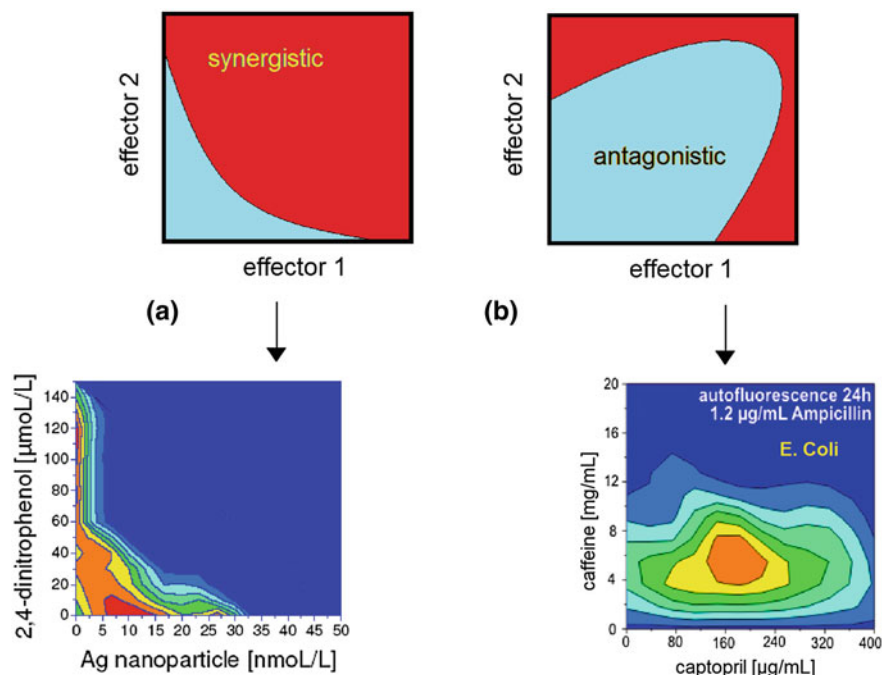 synergistic
effector 2
effector 1
antagonistic
effector 2
effector 1
(a)
(b)
2,4-dinitrophenol [µmoL/L]
140
120
100
80
60
40
20
0
0 5 10 15 20 25 30 35 40 45 50
Ag nanoparticle [nmoL/L]
autofluorescence 24h
1.2 µg/mL Ampicillin
E. Coli
caffeine [mg/mL]
20
16
12
8
4
0
0 80 160 240 320 400
captopril [µg/mL]